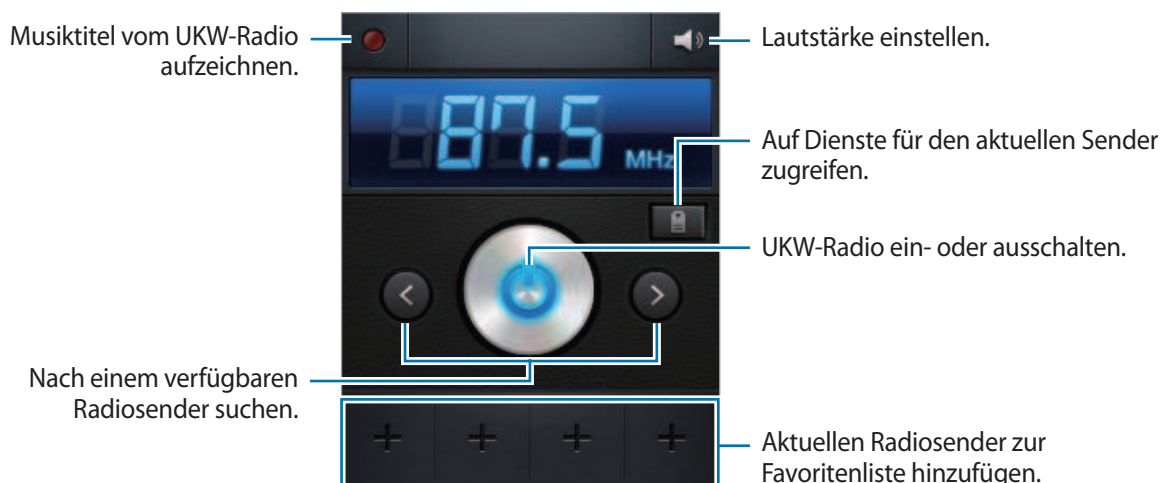 Musiktitel vom UKW-Radio
aufzeichnen.
Lautstärke einstellen.
87.5 MHz
Auf Dienste für den aktuellen Sender
zugreifen.
UKW-Radio ein- oder ausschalten.
Nach einem verfügbaren
Radiosender suchen.
Aktuellen Radiosender zur
Favoritenliste hinzufügen.